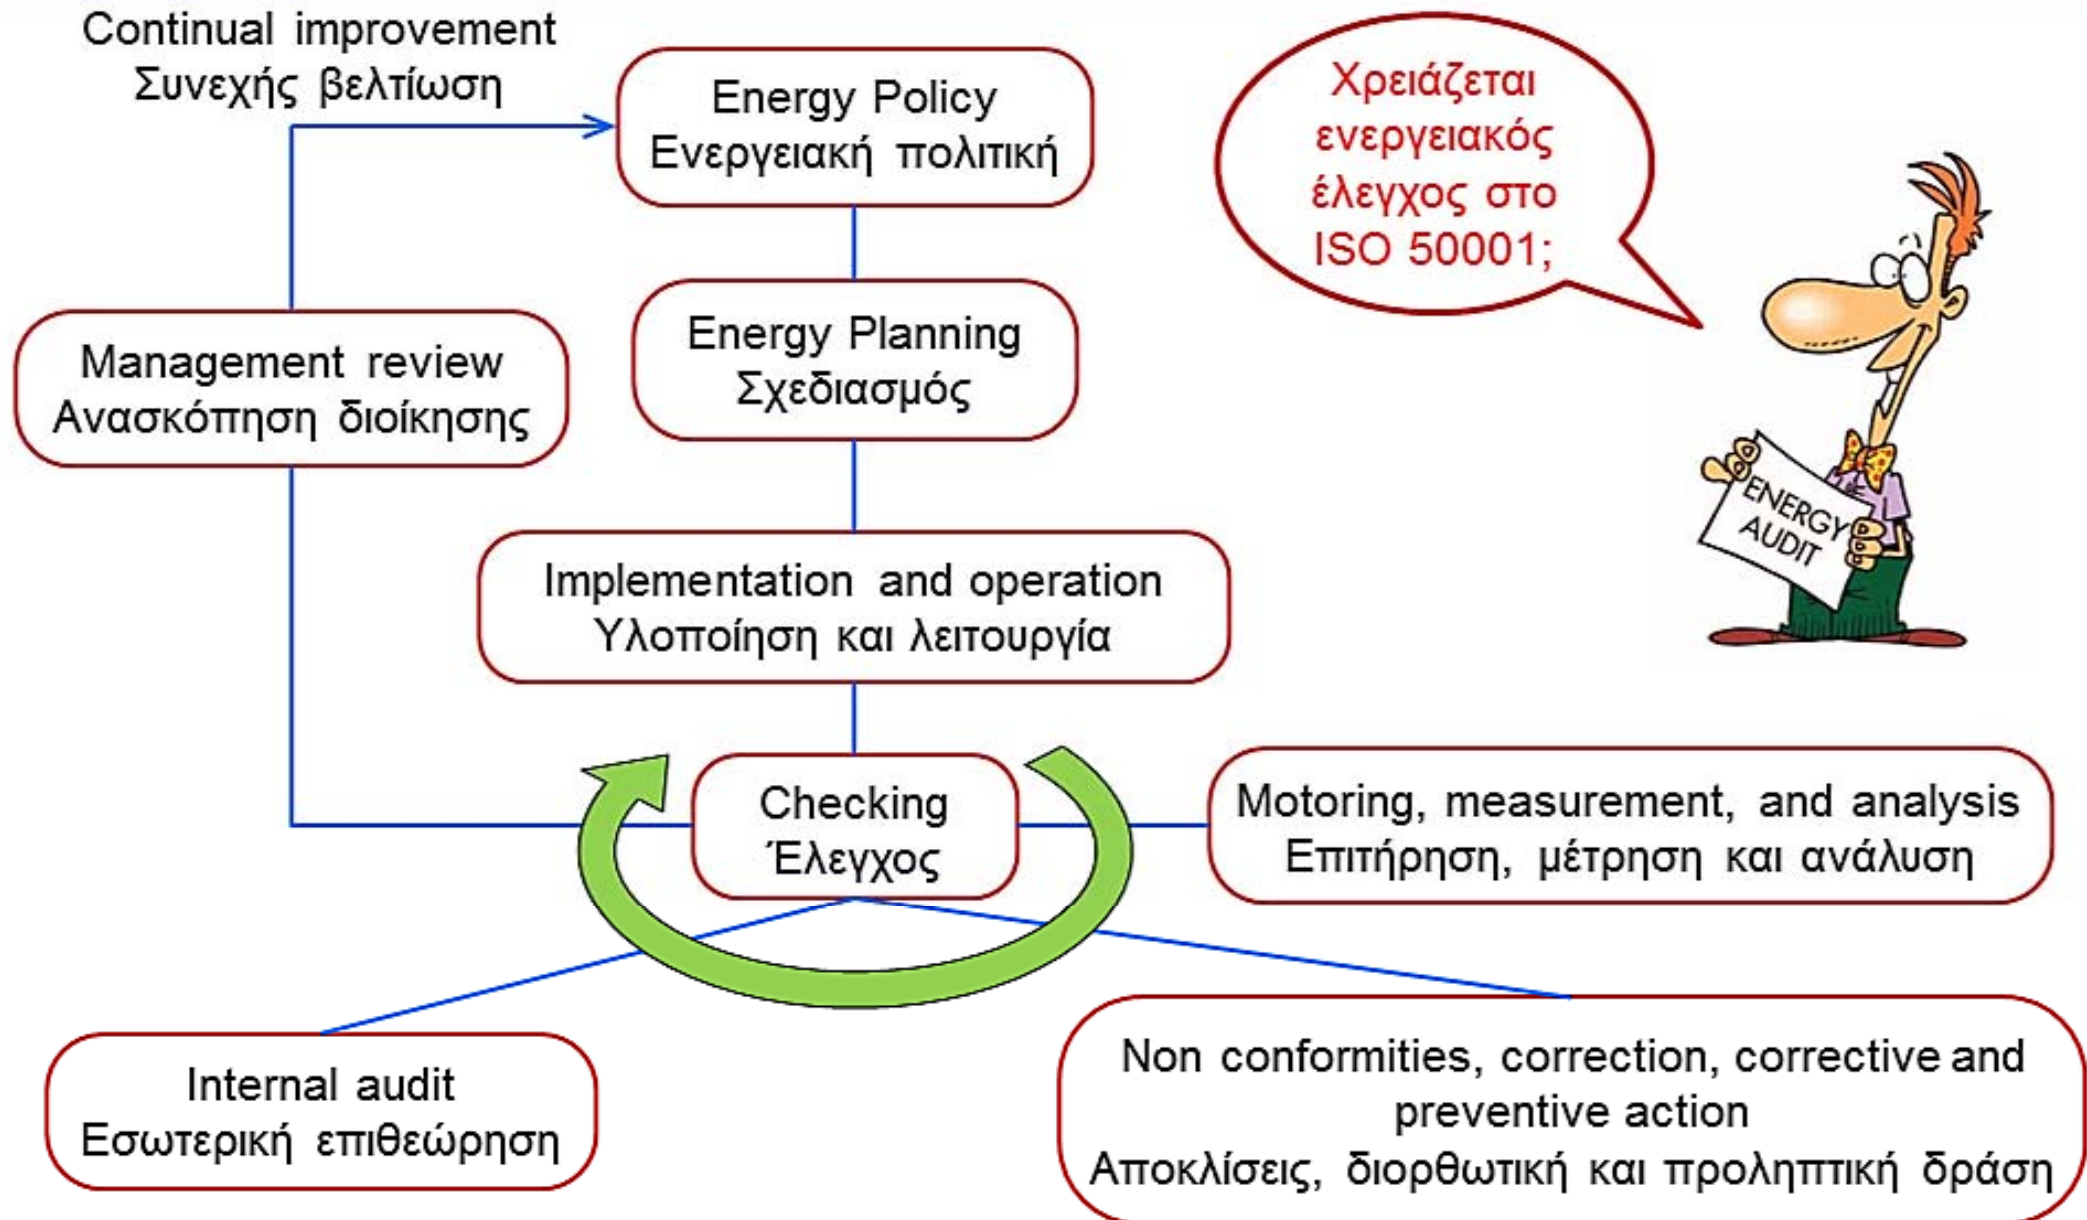 Continual improvement
Συνεχής βελτίωση
Energy Policy
Ενεργειακή πολιτική
Χρειάζεται
ενεργειακός
έλεγχος στο
ISO 50001;
Management review
Ανασκόπηση διοίκησης
Energy Planning
Σχεδιασμός
ENERGY
AUDIT
Implementation and operation
Υλοποίηση και λειτουργία
Checking
Έλεγχος
Motoring, measurement, and analysis
Επιτήρηση, μέτρηση και ανάλυση
Internal audit
Εσωτερική επιθεώρηση
Non conformities, correction, corrective and
preventive action
Αποκλίσεις, διορθωτική και προληπτική δράση